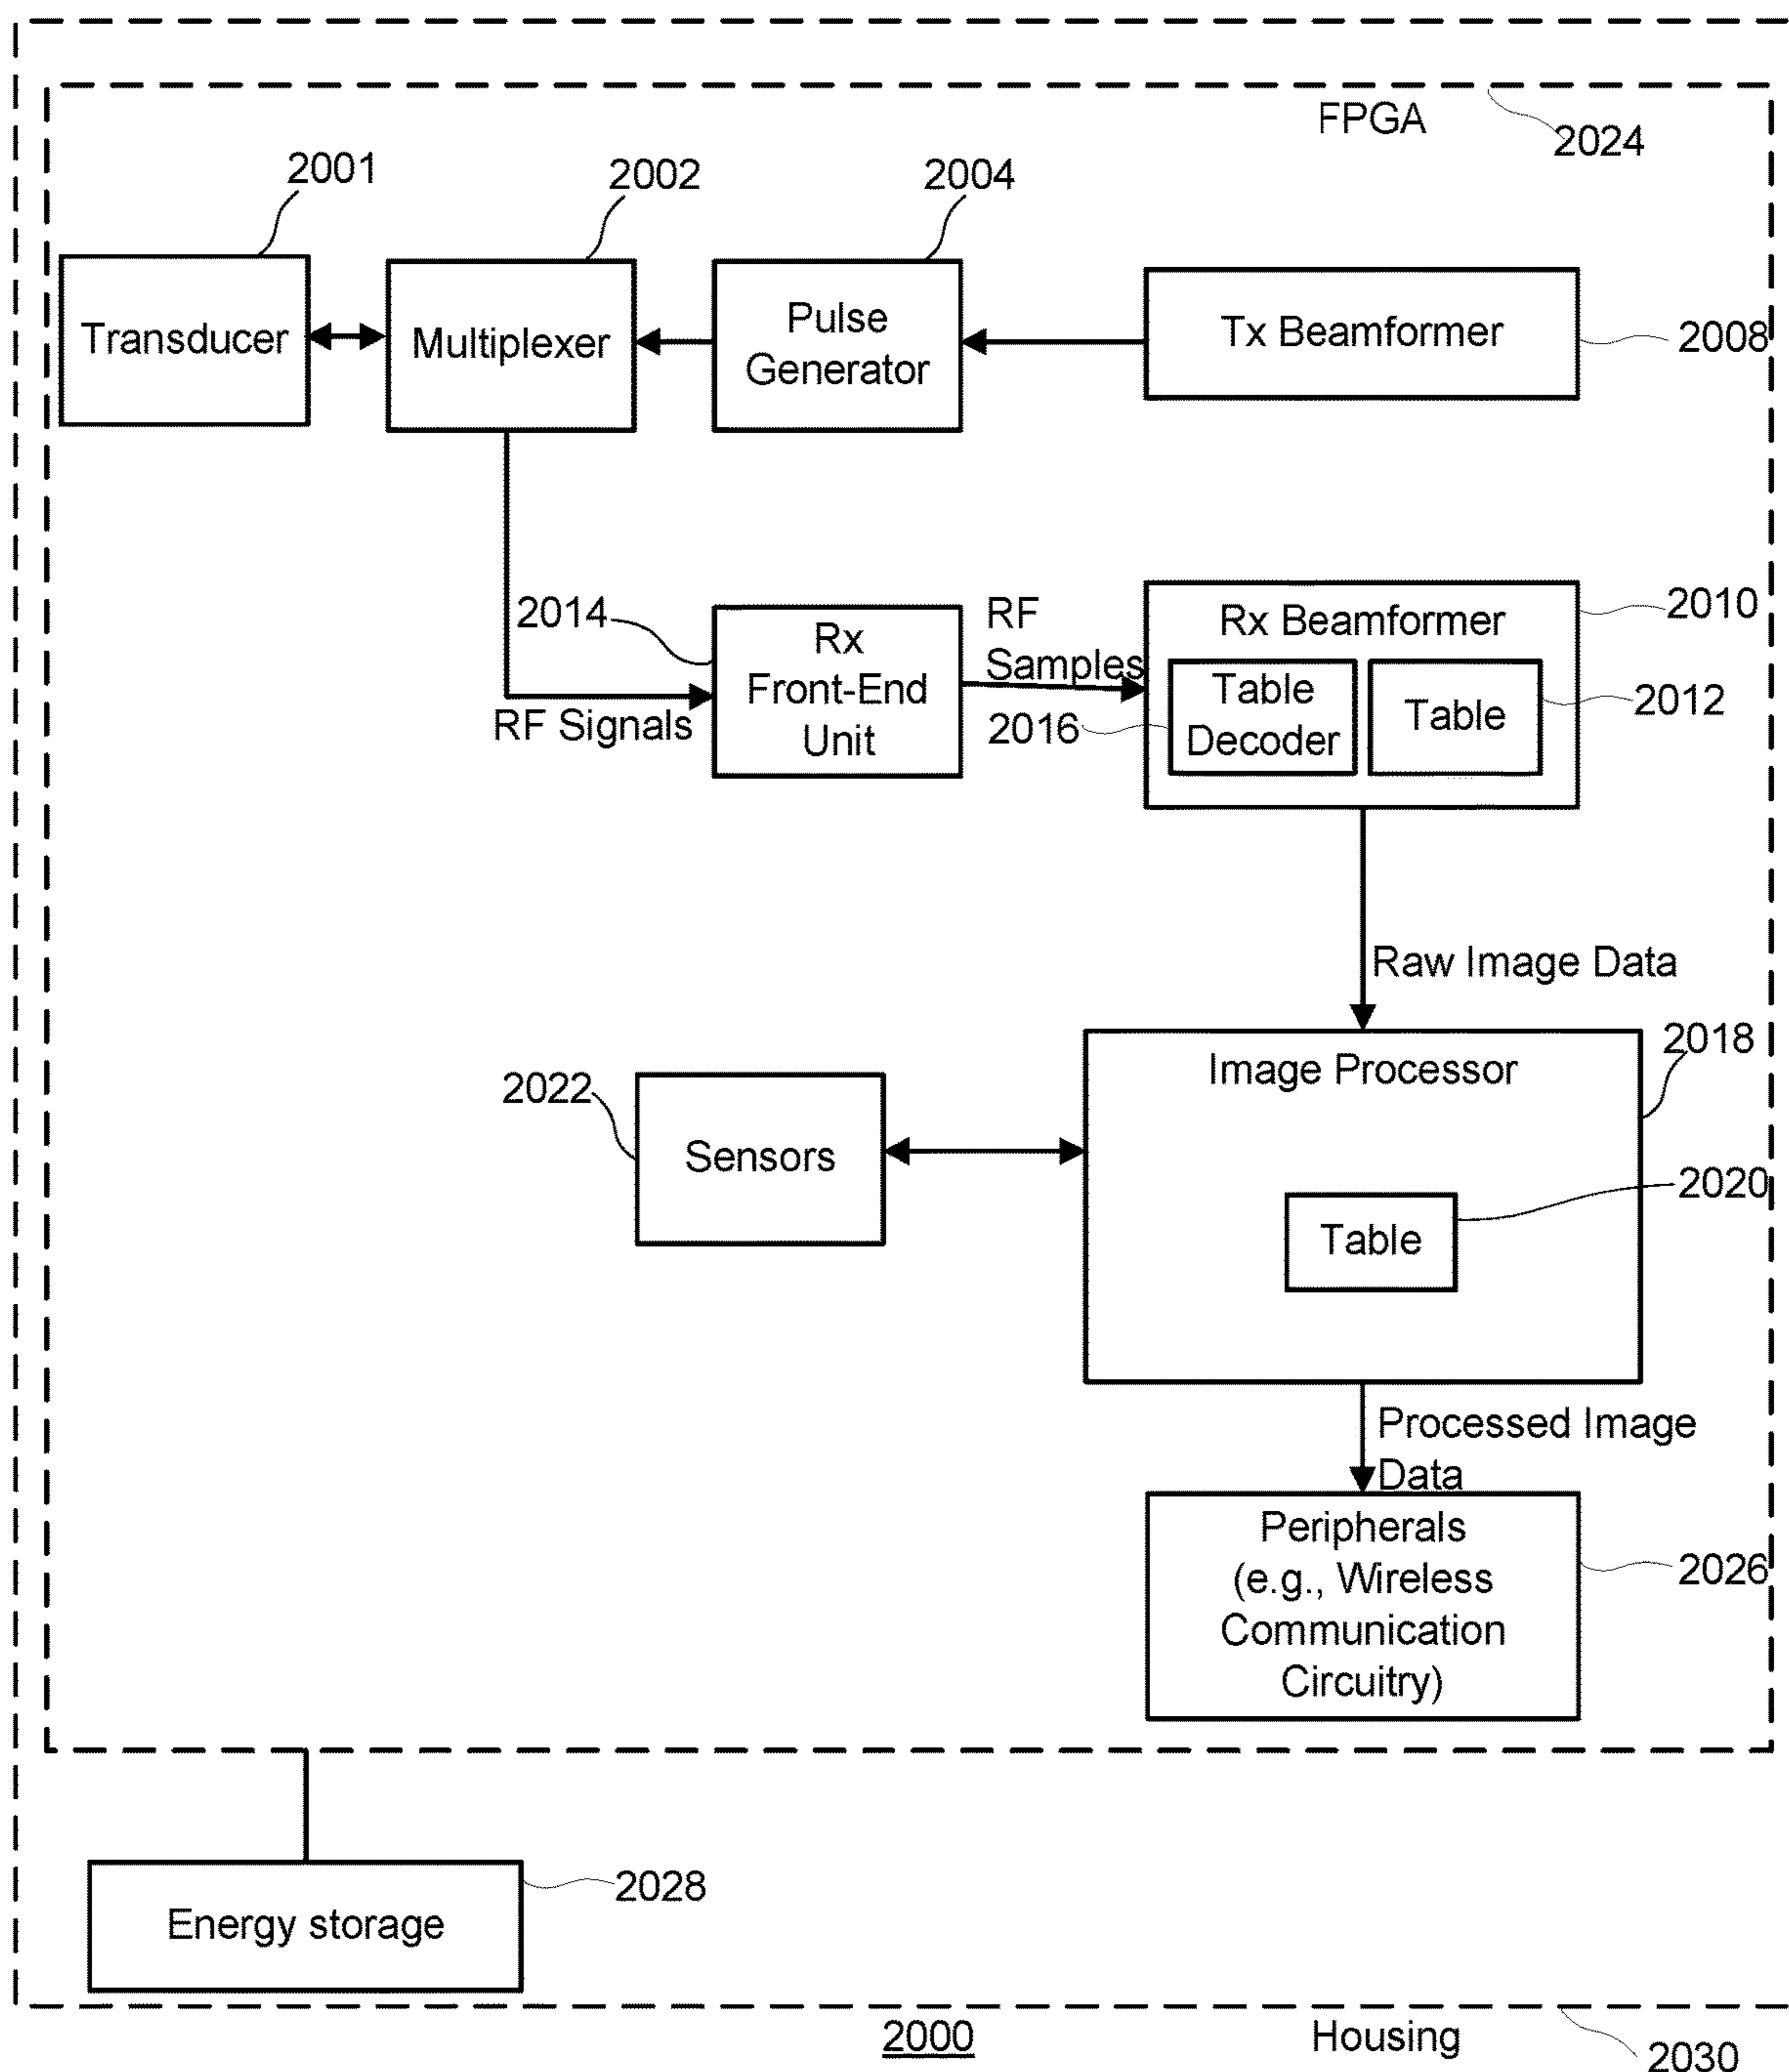 FPGA
2024
2001
2002
2004
Transducer
Multiplexer
Pulse
Generator
Tx Beamformer
2008
2014
Rx
Front-End
Unit
RF Signals
RF
Samples
Rx Beamformer
2010
2016
Table
Decoder
Table
2012
Raw Image Data
2018
Image Processor
2022
Sensors
2020
Table
Processed Image
Data
Peripherals
(e.g., Wireless
Communication
Circuitry)
2026
Energy storage
2028
2000
Housing
2030